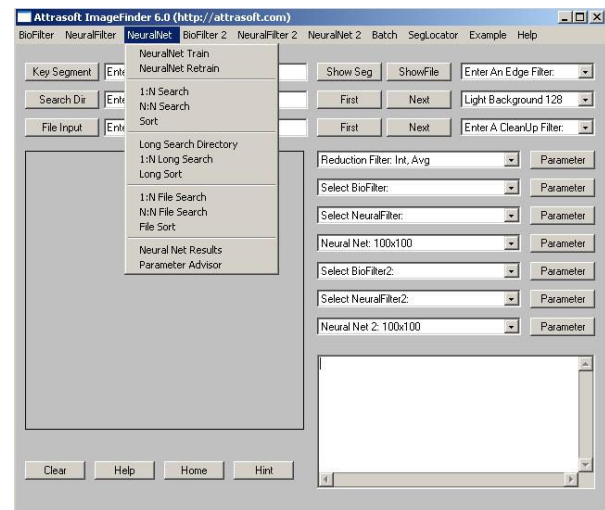 Attrasoft ImageFinder 6.0 (http://attrasoft.com)
BioFilter NeuralFilter NeuralNet BioFilter 2 NeuralFilter 2 NeuralNet 2 Batch SegLocator Example Help
NeuralNet Train
NeuralNet Retrain
1:N Search
N:N Search
Sort
Long Search Directory
1:N Long Search
Long Sort
1:N File Search
N:N File Search
File Sort
Neural Net Results
Parameter Advisor
Key Segment Ente Show Seg ShowFile Enter An Edge Filter:
Search Dir Ente First Next Light Background 128
File Input Ente First Next Enter A CleanUp Filter:
Reduction Filter: Int, Avg Parameter
Select BioFilter: Parameter
Select NeuralFilter: Parameter
Neural Net: 100x100 Parameter
Select BioFilter2: Parameter
Select NeuralFilter2: Parameter
Neural Net 2: 100x100 Parameter
Clear Help Home Hint